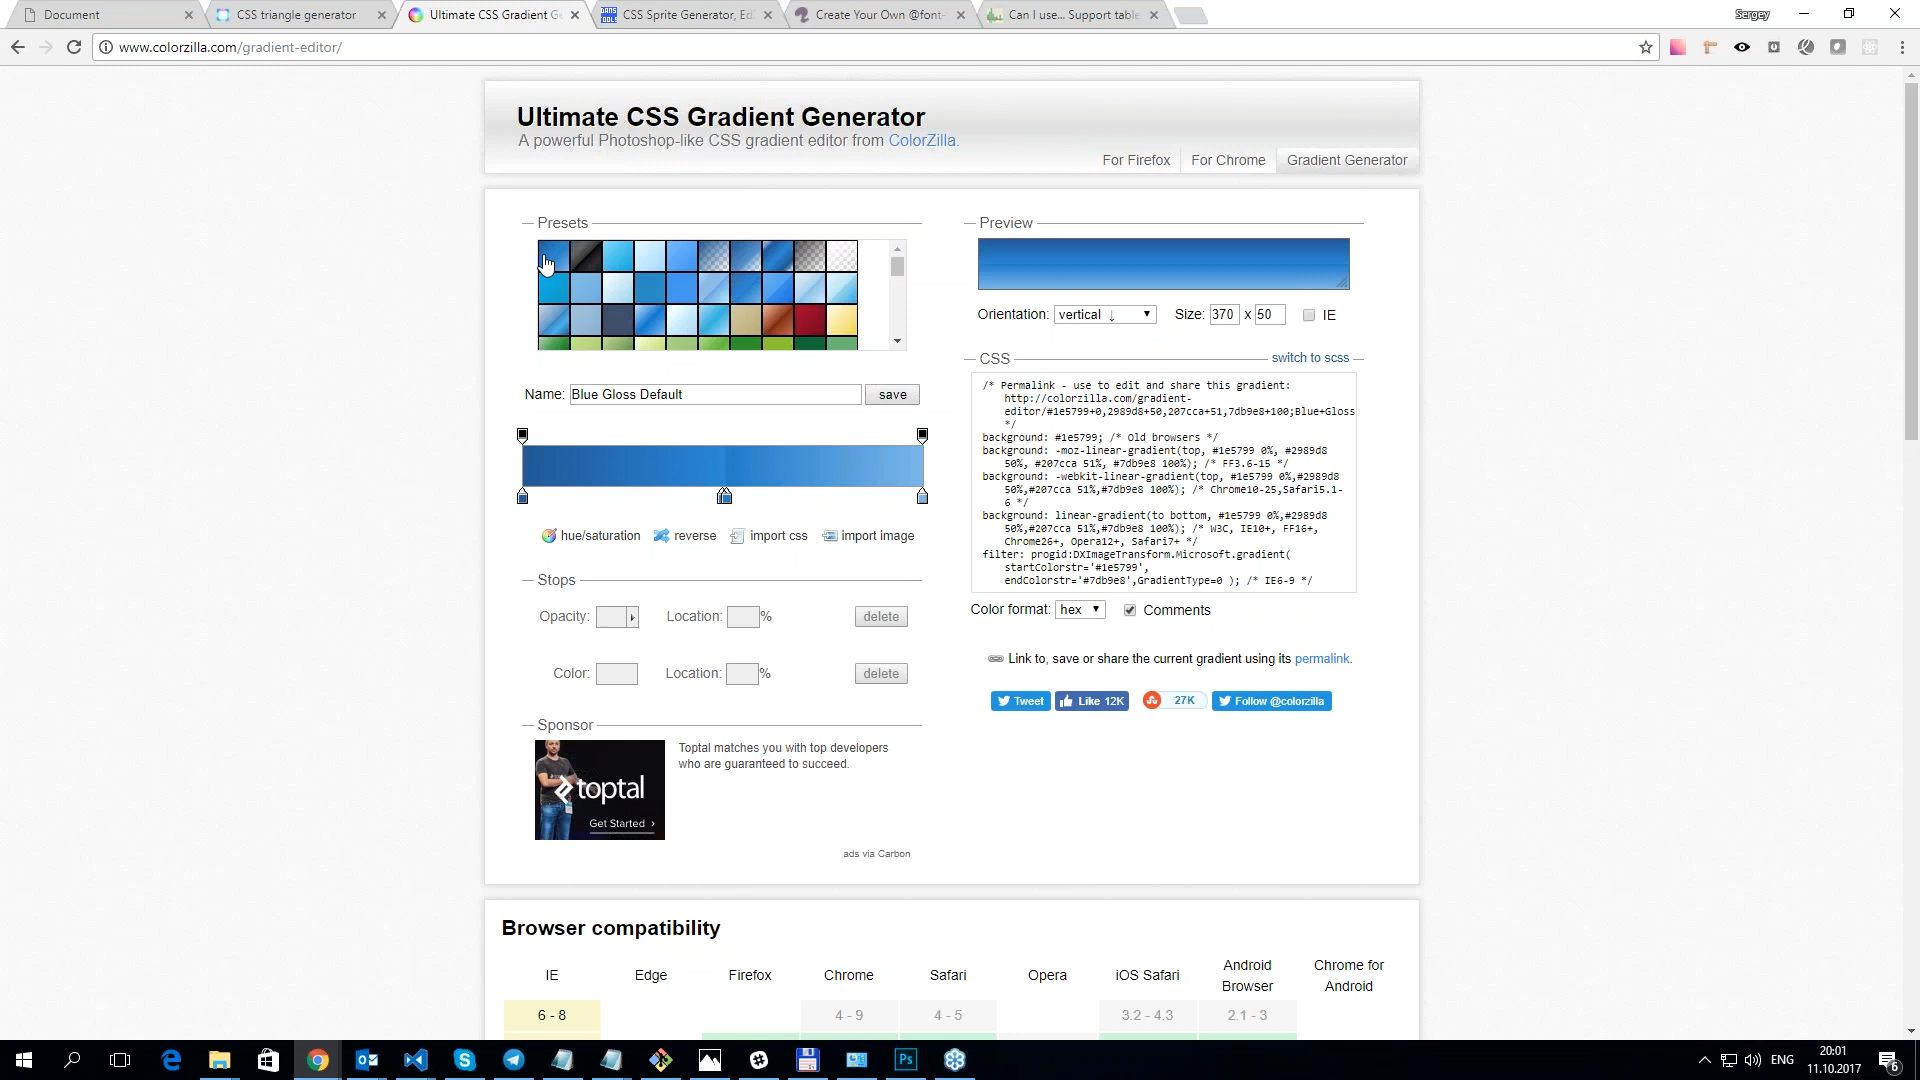 Document
CSS triangle generator
Ultimate CSS Gradient G
CSS Sprite Generator, Ed
Create Your Own @font-
Can I use... Support table
Sergey
www.colorzilla.com/gradient-editor/
Ultimate CSS Gradient Generator
A powerful Photoshop-like CSS gradient editor from ColorZilla.
For Firefox
For Chrome
Gradient Generator
Presets
Name: Blue Gloss Default
save
hue/saturation
reverse
import css
import image
Stops
Opacity:
Location: %
delete
Color:
Location: %
delete
Sponsor
toptal
Get Started ›
Toptal matches you with top developers
who are guaranteed to succeed.
ads via Carbon
Preview
Orientation: vertical ↓
Size: 370 x 50
IE
CSS
switch to scss
/* Permalink - use to edit and share this gradient:
http://colorzilla.com/gradient-
editor/#1e5799+0,2989d8+50,207cca+51,7db9e8+100;Blue+Gloss
*/
background: #1e5799; /* Old browsers */
background: -moz-linear-gradient(top, #1e5799 0%, #2989d8
50%, #207cca 51%, #7db9e8 100%); /* FF3.6-15 */
background: -webkit-linear-gradient(top, #1e5799 0%,#2989d8
50%,#207cca 51%,#7db9e8 100%); /* Chrome10-25,Safari5.1-
6 */
background: linear-gradient(to bottom, #1e5799 0%,#2989d8
50%,#207cca 51%,#7db9e8 100%); /* W3C, IE10+, FF16+,
Chrome26+, Opera12+, Safari7+ */
filter: progid:DXImageTransform.Microsoft.gradient(
startColorstr='#1e5799',
endColorstr='#7db9e8',GradientType=0 ); /* IE6-9 */
Color format: hex
Comments
Link to, save or share the current gradient using its permalink.
Tweet
Like 12K
27K
Follow @colorzilla
Browser compatibility
IE
Edge
Firefox
Chrome
Safari
Opera
iOS Safari
Android
Browser
Chrome for
Android
6 - 8
4 - 9
4 - 5
3.2 - 4.3
2.1 - 3
ENG
20:01
11.10.2017
6